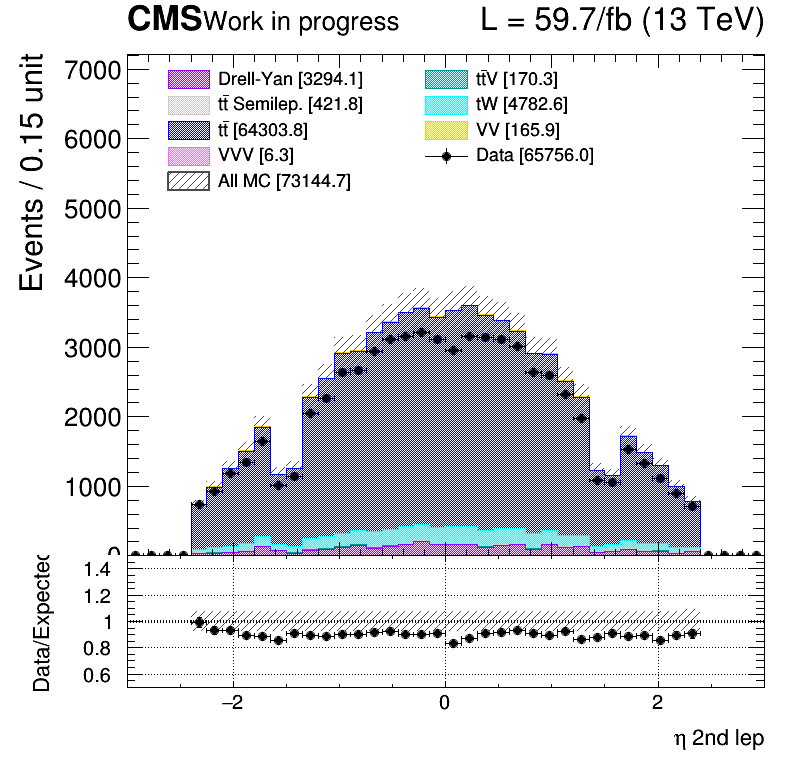 CMS Work in progress L = 59.7/fb (13 TeV)
Events / 0.15 unit
7000
6000
5000
4000
3000
2000
1000
0
Drell-Yan [3294.1]
tt̄ Semilep. [421.8]
tt̄ [64303.8]
VVV [6.3]
All MC [73144.7]
tt̄V [170.3]
tW [4782.6]
VV [165.9]
Data [65756.0]
Data/Expected
1.4
1.2
1
0.8
0.6
−2 0 2
η 2nd lep